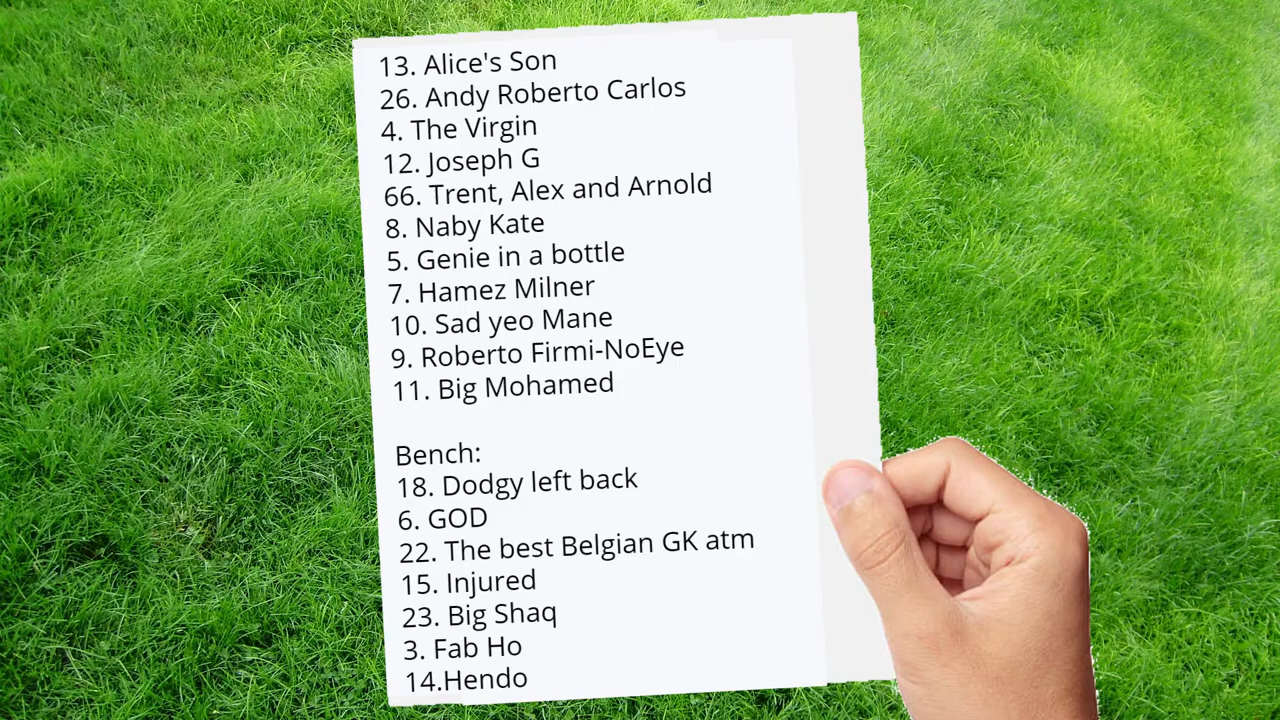 13. Alice's Son
26. Andy Roberto Carlos
4. The Virgin
12. Joseph G
66. Trent, Alex and Arnold
8. Naby Kate
5. Genie in a bottle
7. Hamez Milner
10. Sad yeo Mane
9. Roberto Firmi-NoEye
11. Big Mohamed
Bench:
18. Dodgy left back
6. GOD
22. The best Belgian GK atm
15. Injured
23. Big Shaq
3. Fab Ho
14.Hendo